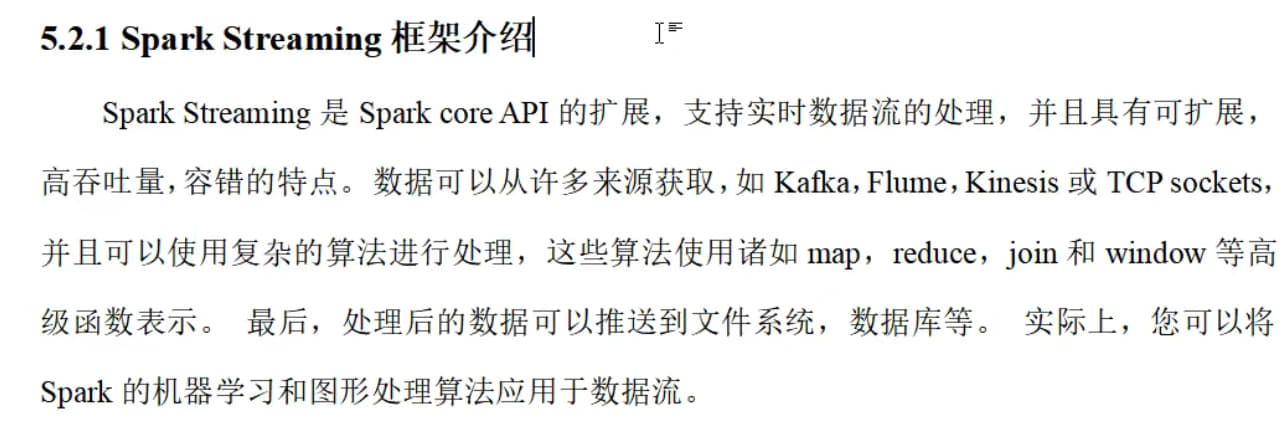 5.2.1 Spark Streaming 框架介绍
Spark Streaming 是 Spark core API 的扩展，支持实时数据流的处理，并且具有可扩展，
高吞吐量，容错的特点。数据可以从许多来源获取，如 Kafka，Flume，Kinesis 或 TCP sockets，
并且可以使用复杂的算法进行处理，这些算法使用诸如 map，reduce，join 和 window 等高
级函数表示。 最后，处理后的数据可以推送到文件系统，数据库等。 实际上，您可以将
Spark 的机器学习和图形处理算法应用于数据流。